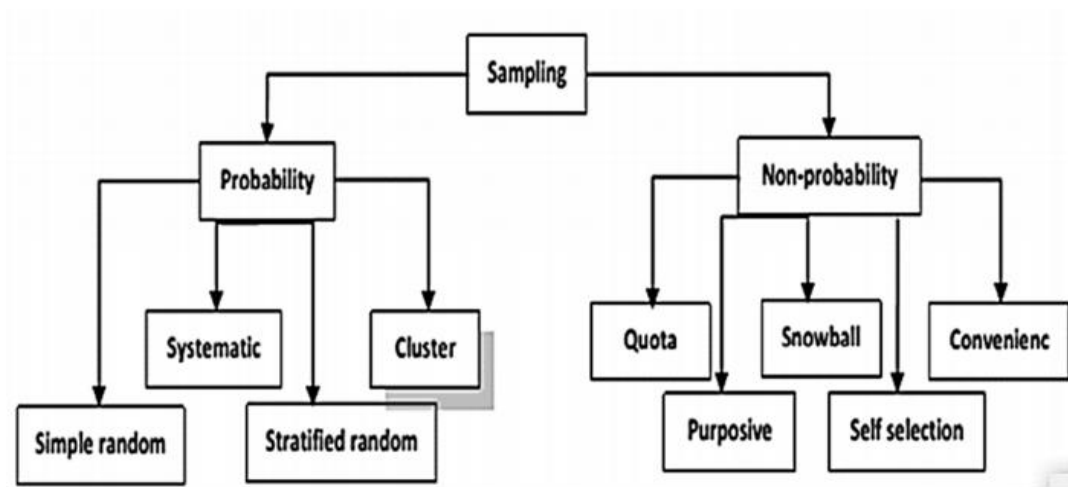 Sampling
Probability
Non-probability
Systematic
Cluster
Quota
Snowball
Convenienc
Simple random
Stratified random
Purposive
Self selection